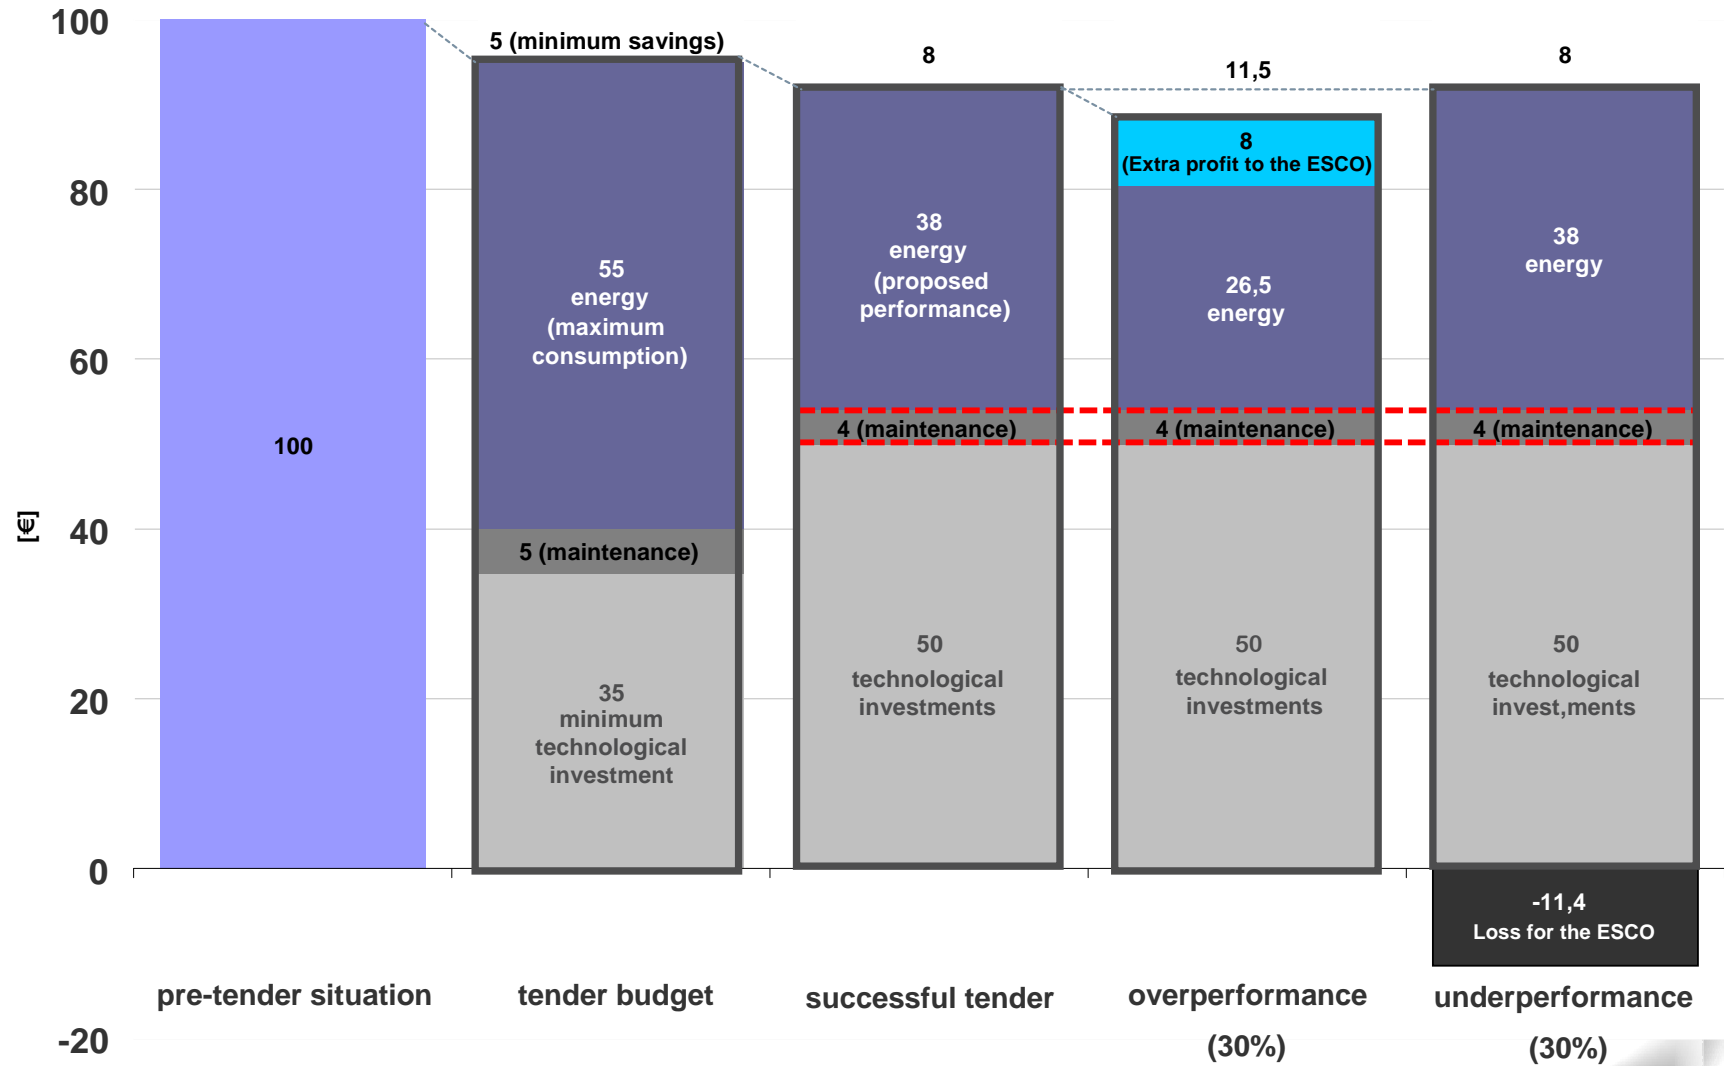 100
80
60
40
20
0
-20
[€]
100
5 (minimum savings)
55
energy
(maximum
consumption)
5 (maintenance)
35
minimum
technological
investment
8
38
energy
(proposed
performance)
4 (maintenance)
50
technological
investments
11,5
8
(Extra profit to the ESCO)
26,5
energy
4 (maintenance)
50
technological
investments
8
38
energy
4 (maintenance)
50
technological
invest,ments
-11,4
Loss for the ESCO
pre-tender situation
tender budget
successful tender
overperformance
(30%)
underperformance
(30%)